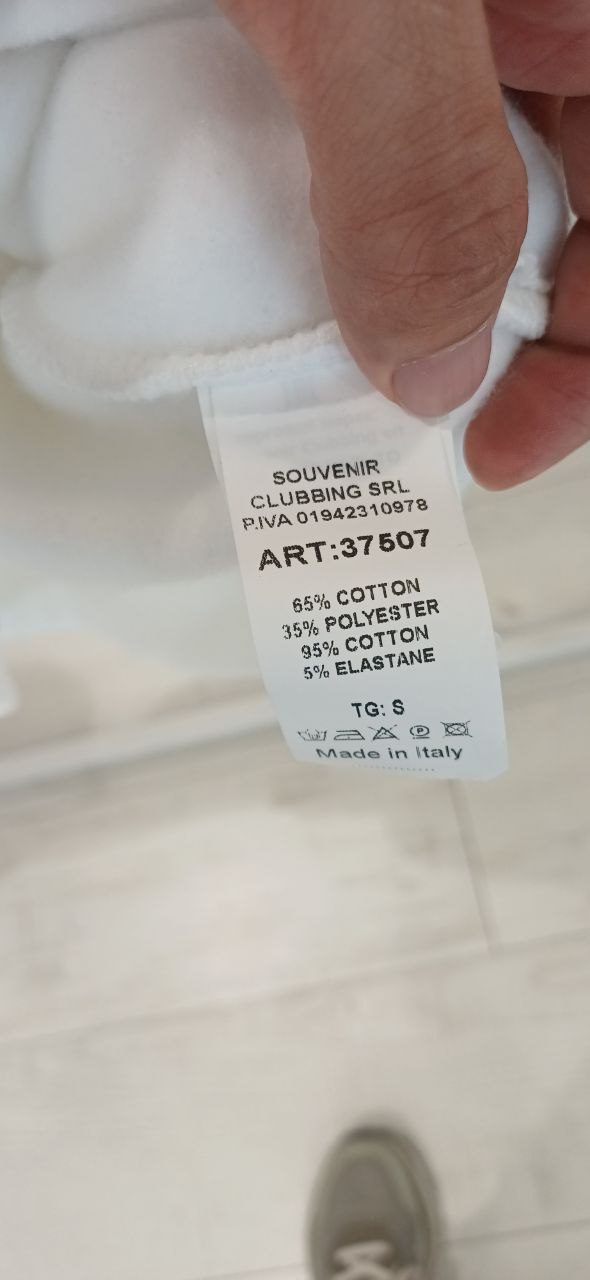 SOUVENIR
CLUBBING SRL
P.IVA 01942310978
ART:37507
65% COTTON
35% POLYESTER
95% COTTON
5% ELASTANE
TG: S
Made in Italy